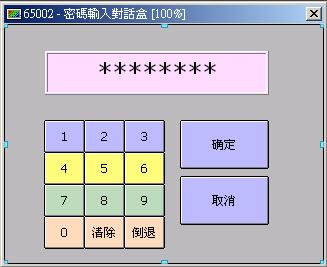 65002 - 密碼輸入對話盒 [100%]
********
1 2 3
确定
4 5 6
7 8 9
取消
0 清除 倒退